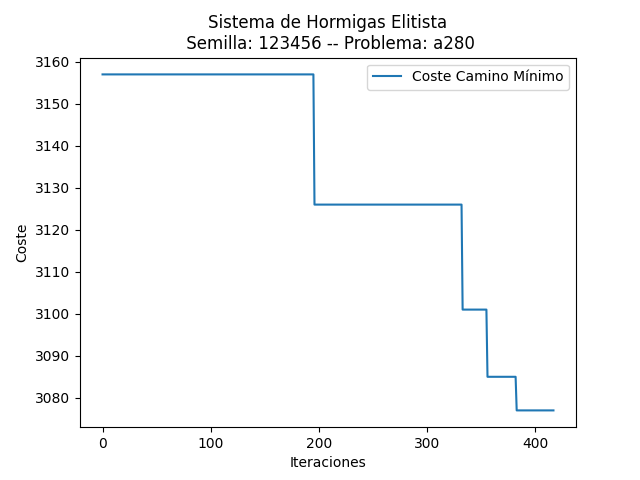 Sistema de Hormigas Elitista
Semilla: 123456 -- Problema: a280
Coste Camino Mínimo
3160
3150
3140
3130
3120
3110
3100
3090
3080
Coste
0 100 200 300 400
Iteraciones